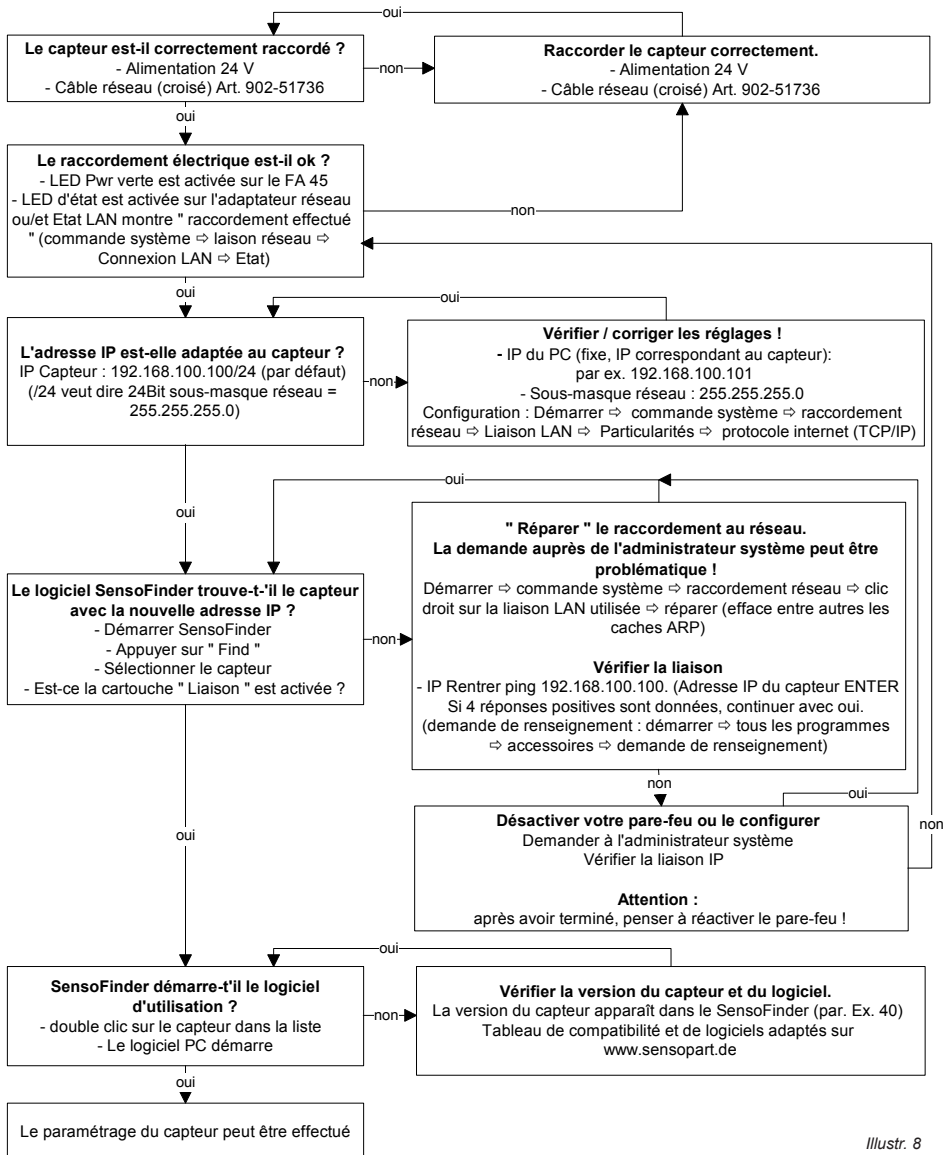 oui
Le capteur est-il correctement raccordé ?
- Alimentation 24 V
- Câble réseau (croisé) Art. 902-51736
non
Raccorder le capteur correctement.
- Alimentation 24 V
- Câble réseau (croisé) Art. 902-51736
oui
Le raccordement électrique est-il ok ?
- LED Pwr verte est activée sur le FA 45
- LED d'état est activée sur l'adaptateur réseau
ou/et Etat LAN montre " raccordement effectué
" (commande système ⇨ laison réseau ⇨
Connexion LAN ⇨ Etat)
non
oui
oui
L'adresse IP est-elle adaptée au capteur ?
IP Capteur : 192.168.100.100/24 (par défaut)
(/24 veut dire 24Bit sous-masque réseau =
255.255.255.0)
non
Vérifier / corriger les réglages !
- IP du PC (fixe, IP correspondant au capteur):
par ex. 192.168.100.101
- Sous-masque réseau : 255.255.255.0
Configuration : Démarrer ⇨ commande système ⇨ raccordement
réseau ⇨ Liaison LAN ⇨ Particularités ⇨ protocole internet (TCP/IP)
oui
oui
Le logiciel SensoFinder trouve-t-'il le capteur
avec la nouvelle adresse IP ?
- Démarrer SensoFinder
- Appuyer sur " Find "
- Sélectionner le capteur
- Est-ce la cartouche " Liaison " est activée ?
non
" Réparer " le raccordement au réseau.
La demande auprès de l'administrateur système peut être
problématique !
Démarrer ⇨ commande système ⇨ raccordement réseau ⇨ clic
droit sur la liaison LAN utilisée ⇨ réparer (efface entre autres les
caches ARP)
Vérifier la liaison
- IP Rentrer ping 192.168.100.100. (Adresse IP du capteur ENTER
Si 4 réponses positives sont données, continuer avec oui.
(demande de renseignement : démarrer ⇨ tous les programmes
⇨ accessoires ⇨ demande de renseignement)
non
oui
Désactiver votre pare-feu ou le configurer
Demander à l'administrateur système
Vérifier la liaison IP
Attention :
après avoir terminé, penser à réactiver le pare-feu !
non
oui
oui
SensoFinder démarre-t'il le logiciel
d'utilisation ?
- double clic sur le capteur dans la liste
- Le logiciel PC démarre
non
Vérifier la version du capteur et du logiciel.
La version du capteur apparaît dans le SensoFinder (par. Ex. 40)
Tableau de compatibilité et de logiciels adaptés sur
www.sensopart.de
oui
Le paramétrage du capteur peut être effectué
Illustr. 8